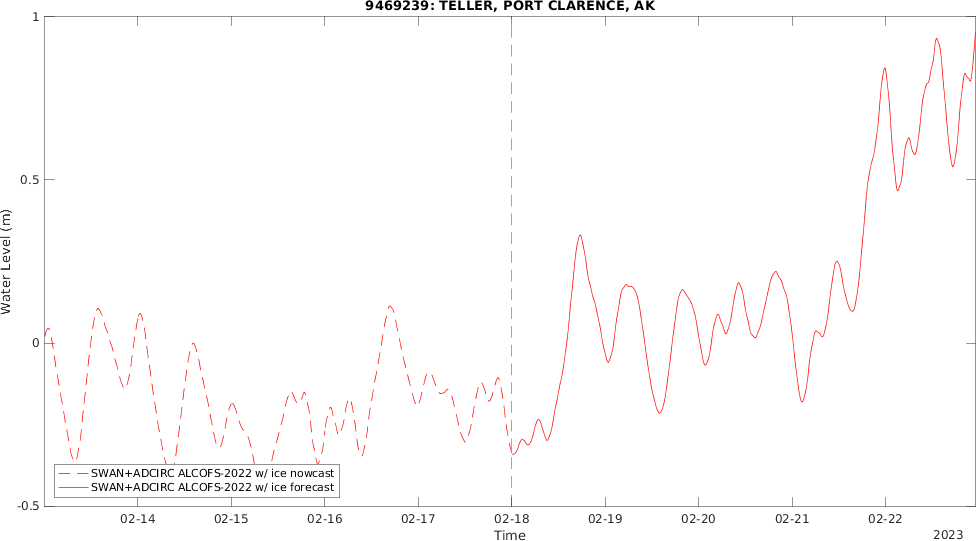 9469239: TELLER, PORT CLARENCE, AK
1
0.5
0
-0.5
Water Level (m)
SWAN+ADCIRC ALCOFS-2022 w/ ice nowcast
SWAN+ADCIRC ALCOFS-2022 w/ ice forecast
02-14 02-15 02-16 02-17 02-18 02-19 02-20 02-21 02-22
Time
2023